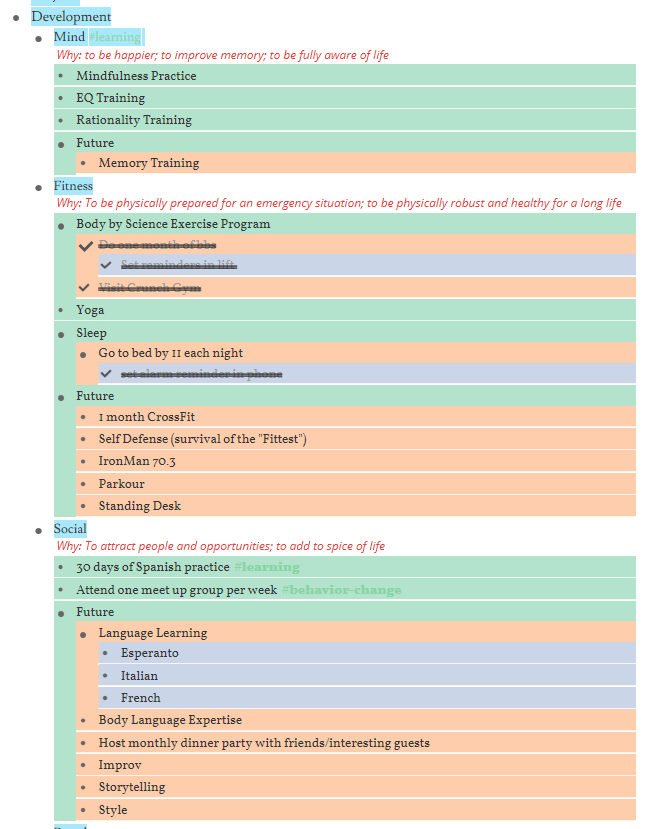 Development
Mind #learning
Why: to be happier; to improve memory; to be fully aware of life
Mindfulness Practice
EQ Training
Rationality Training
Future
Memory Training
Fitness
Why: To be physically prepared for an emergency situation; to be physically robust and healthy for a long life
Body by Science Exercise Program
Do one month of bbs
Set reminders in lift.
Visit Crunch Gym
Yoga
Sleep
Go to bed by 11 each night
set alarm reminder in phone
Future
1 month CrossFit
Self Defense (survival of the "Fittest")
IronMan 70.3
Parkour
Standing Desk
Social
Why: To attract people and opportunities; to add to spice of life
30 days of Spanish practice #learning
Attend one meet up group per week #behavior-change
Future
Language Learning
Esperanto
Italian
French
Body Language Expertise
Host monthly dinner party with friends/interesting guests
Improv
Storytelling
Style